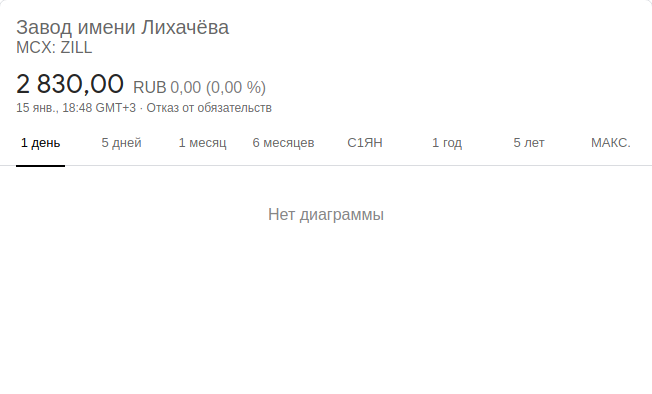 Завод имени Лихачёва
MCX: ZILL
2 830,00 RUB 0,00 (0,00 %)
15 янв., 18:48 GMT+3 · Отказ от обязательств
1 день 5 дней 1 месяц 6 месяцев С1ЯН 1 год 5 лет МАКС.
Нет диаграммы